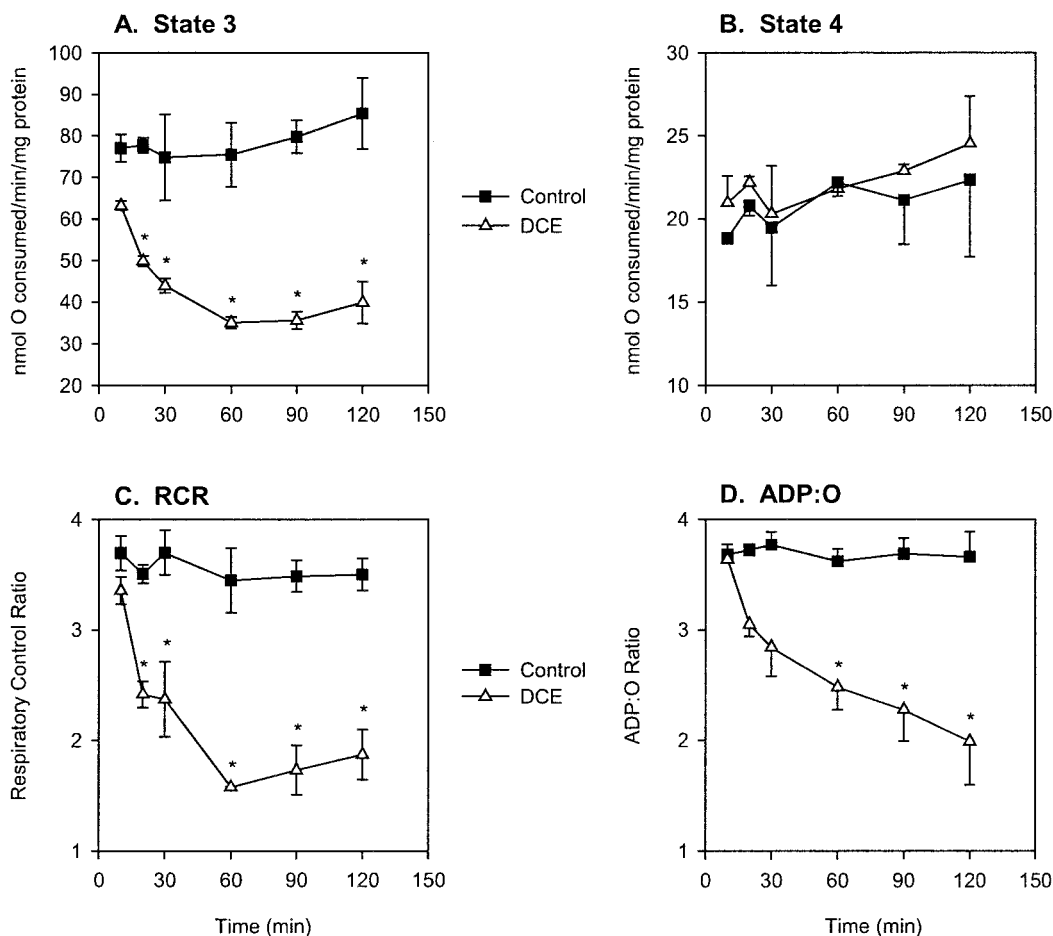 A. State 3
nmol O consumed/min/mg protein
100
90
80
70
60
50
40
30
20
*
*
*
*
*
0 30 60 90 120 150
Control
DCE
B. State 4
nmol O consumed/min/mg protein
30
25
20
15
10
0 30 60 90 120 150
C. RCR
Respiratory Control Ratio
4
3
2
1
*
*
*
*
*
0 30 60 90 120 150
Time (min)
Control
DCE
D. ADP:O
ADP:O Ratio
4
3
2
1
*
*
*
0 30 60 90 120 150
Time (min)